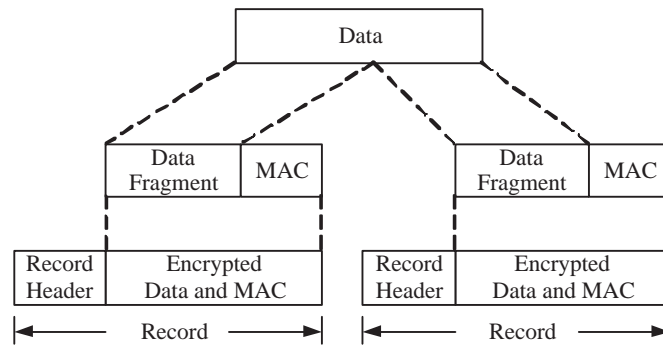 Data
Data
Fragment
MAC
Data
Fragment
MAC
Record
Header
Encrypted
Data and MAC
Record
Header
Encrypted
Data and MAC
Record
Record